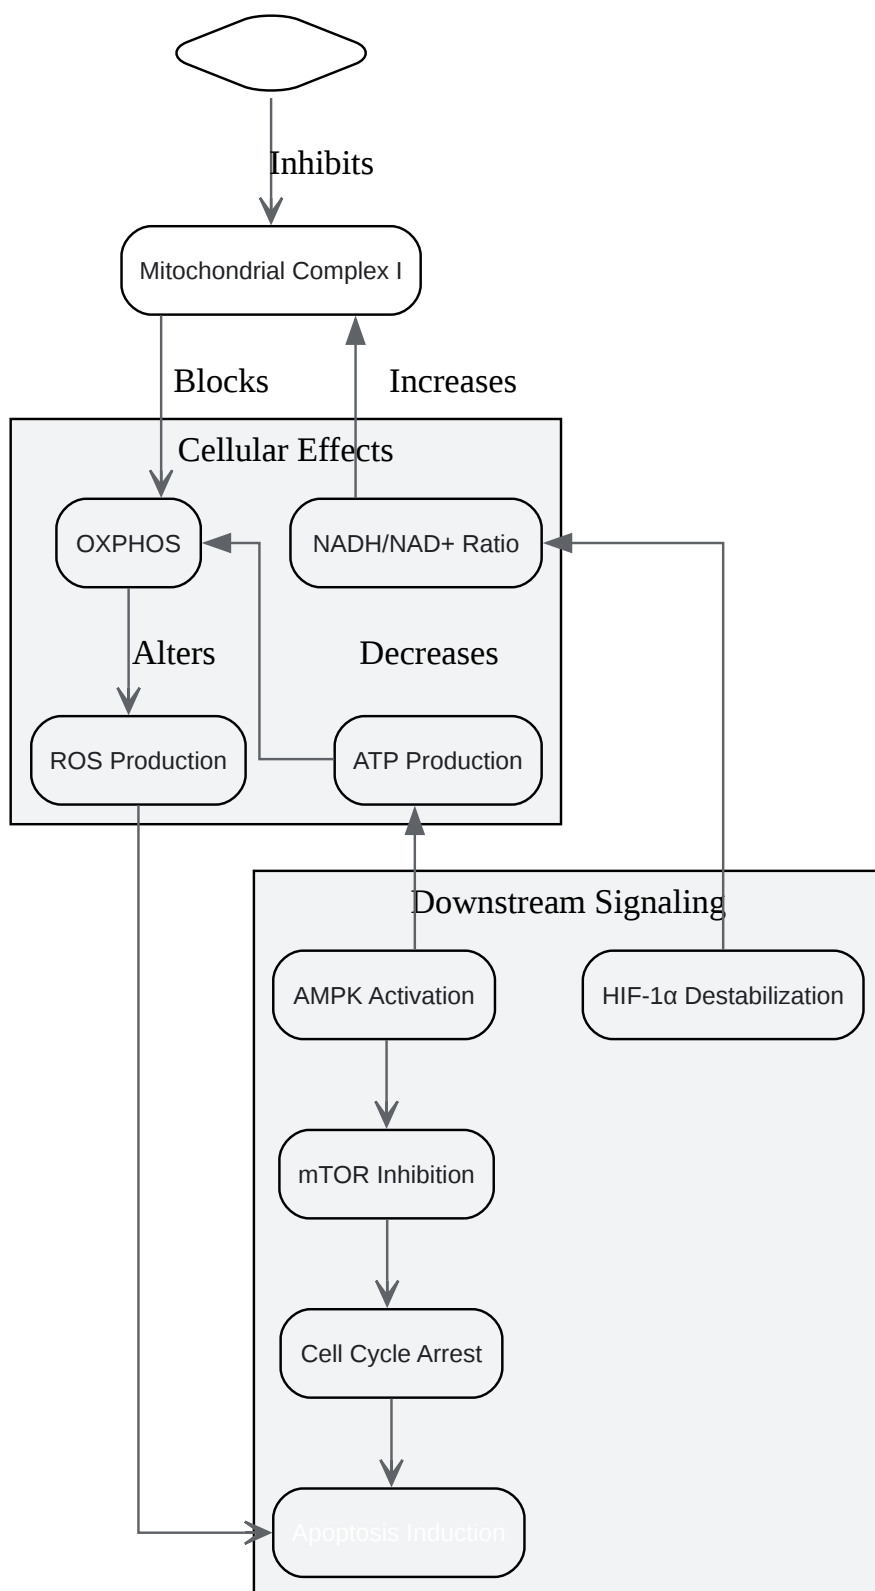 Inhibits
Mitochondrial Complex I
Blocks
Increases
Cellular Effects
OXPHOS
NADH/NAD+ Ratio
Alters
Decreases
ROS Production
ATP Production
Downstream Signaling
AMPK Activation
HIF-1α Destabilization
mTOR Inhibition
Cell Cycle Arrest
Apoptosis Induction